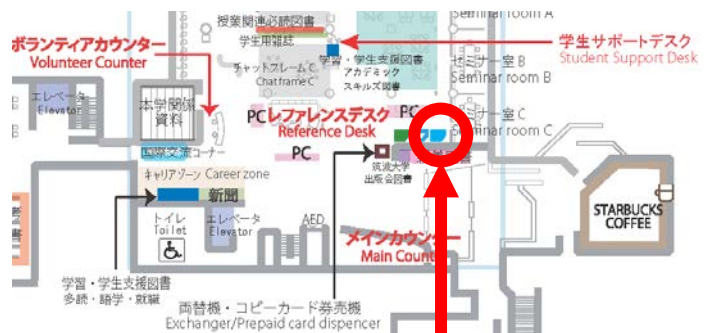 授業関連必読図書
学生用雑誌
Seminar room A
ボランティアカウンター
Volunteer Counter
学生サポートデスク
Student Support Desk
学習・学生支援図書
アカデミック
スキルズ図書
チャットフレームC
Chatframe C
セミナー室 B
Seminar room B
エレベータ
Elevator
本学関係
資料
PC
レファレンスデスク
Reference Desk
PC
セミナー室 C
Seminar room C
国際交流コーナー
PC
筑波大学
出版会図書
キャリアゾーン Career zone
新聞
トイレ
Toilet
エレベータ
Elevator
AED
メインカウンター
Main Counter
STARBUCKS
COFFEE
学習・学生支援図書
多読・語学・就職
両替機・コピーカード券売機
Exchanger/Prepaid card dispencer